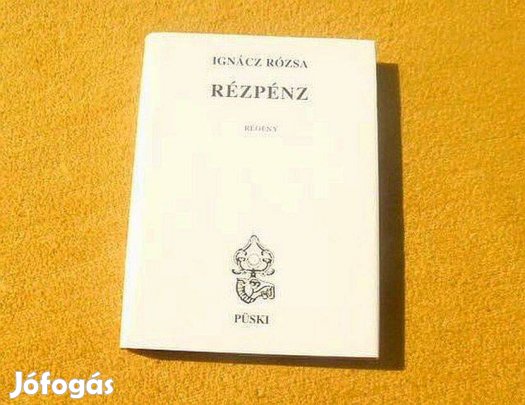 IGNÁCZ RÓZSA
RÉZPÉNZ
REGÉNY
PÜSKI
Jófogás